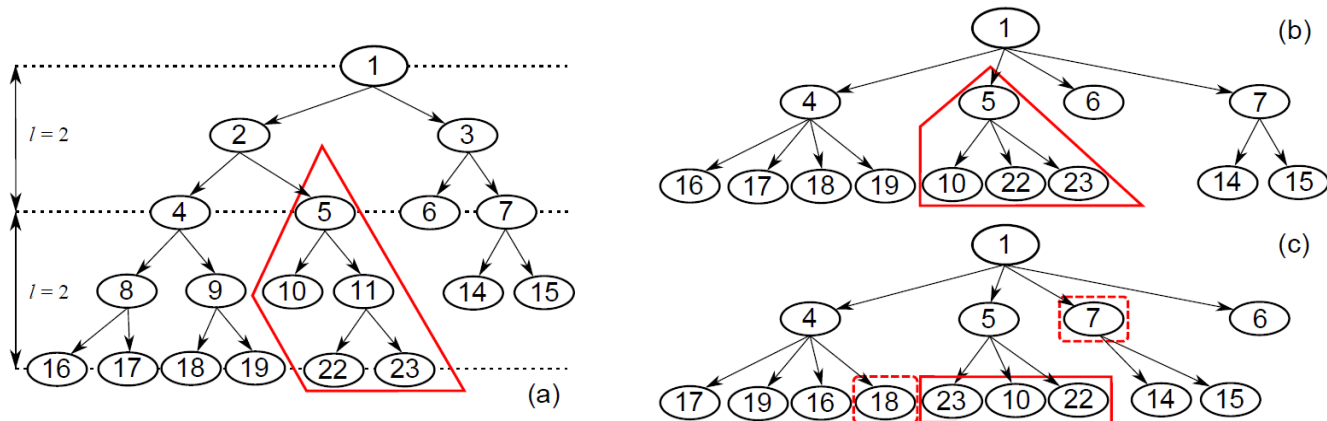 1
l = 2
2 3
4 5 6 7
l = 2
8 9 10 11 14 15
16 17 18 19 22 23
(a)
1
(b)
4 5 6 7
16 17 18 19 10 22 23 14 15
1
(c)
4 5 7 6
17 19 16 18 23 10 22 14 15